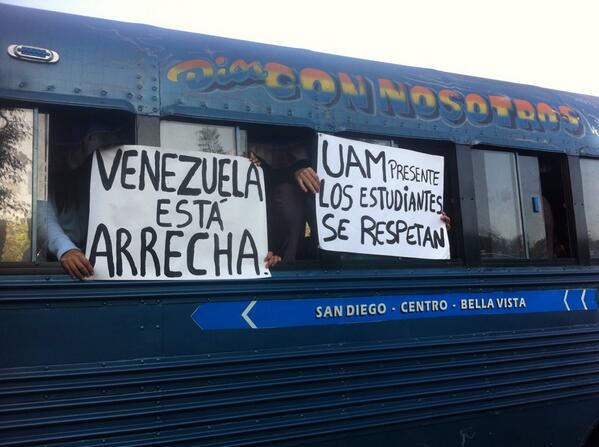 Dios CON NOSOTROS
VENEZUELA
ESTÁ
ARRECHA.
UAM PRESENTE
LOS ESTUDIANTES
SE RESPETAN
SAN DIEGO - CENTRO - BELLA VISTA